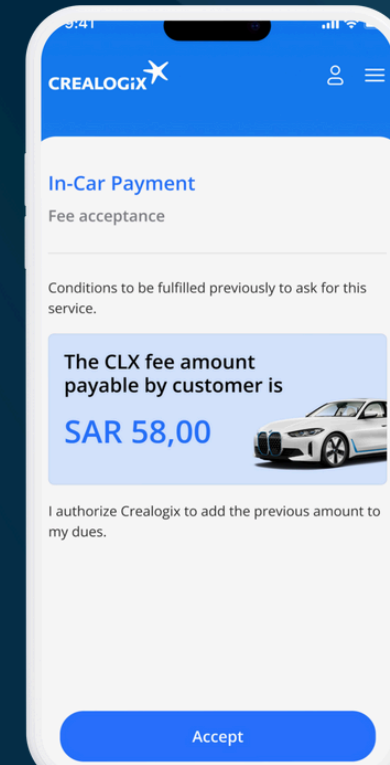 9:41
CREALOGiX
In-Car Payment
Fee acceptance
Conditions to be fulfilled previously to ask for this
service.
The CLX fee amount
payable by customer is
SAR 58,00
I authorize Crealogix to add the previous amount to
my dues.
Accept